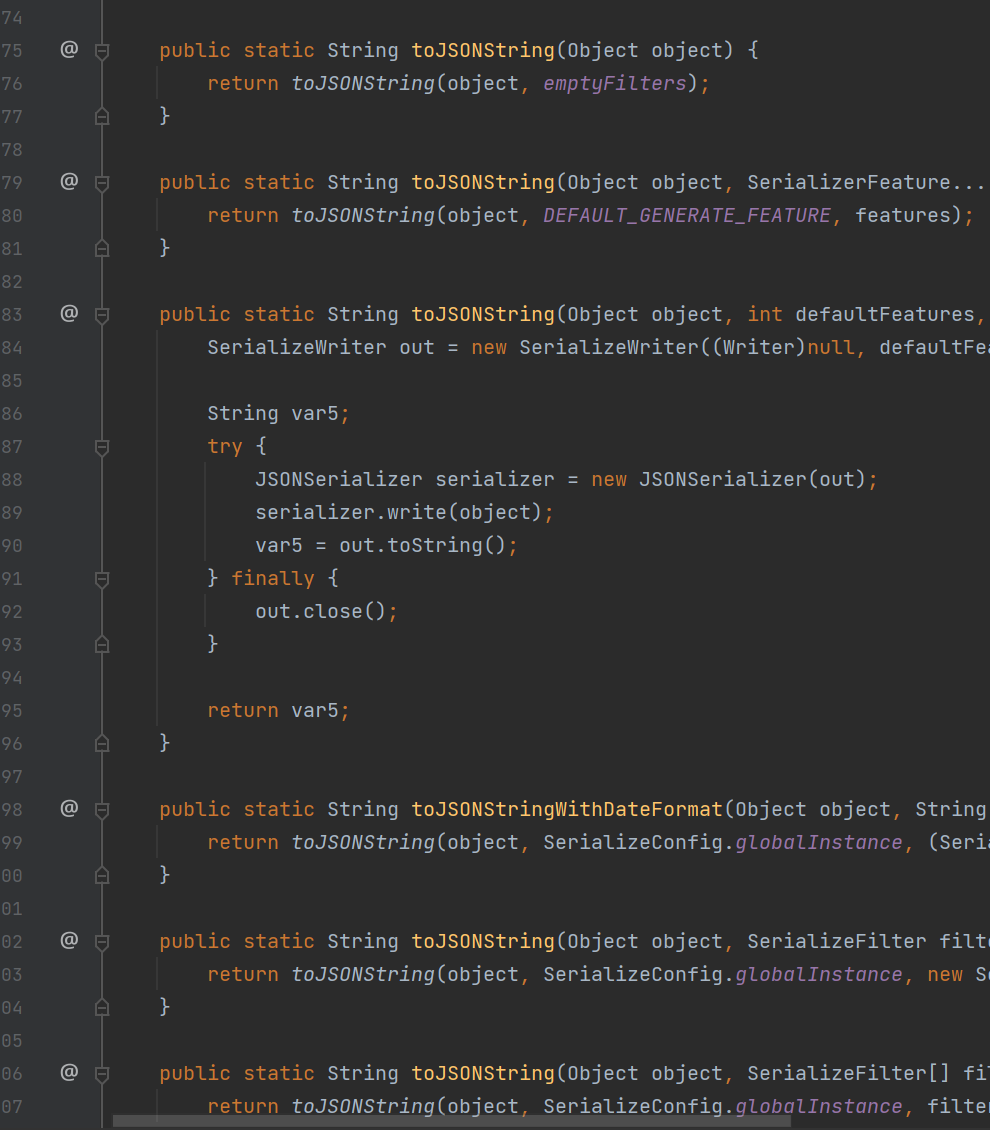 74
75 @ public static String toJSONString(Object object) {
76 return toJSONString(object, emptyFilters);
77 }
78
79 @ public static String toJSONString(Object object, SerializerFeature...
80 return toJSONString(object, DEFAULT_GENERATE_FEATURE, features);
81 }
82
83 @ public static String toJSONString(Object object, int defaultFeatures,
84 SerializeWriter out = new SerializeWriter((Writer)null, defaultFea
85
86 String var5;
87 try {
88 JSONSerializer serializer = new JSONSerializer(out);
89 serializer.write(object);
90 var5 = out.toString();
91 } finally {
92 out.close();
93 }
94
95 return var5;
96 }
97
98 @ public static String toJSONStringWithDateFormat(Object object, String
99 return toJSONString(object, SerializeConfig.globalInstance, (Seria
00 }
01
02 @ public static String toJSONString(Object object, SerializeFilter filte
03 return toJSONString(object, SerializeConfig.globalInstance, new Se
04 }
05
06 @ public static String toJSONString(Object object, SerializeFilter[] fil
07 return toJSONString(object, SerializeConfig.globalInstance, filter